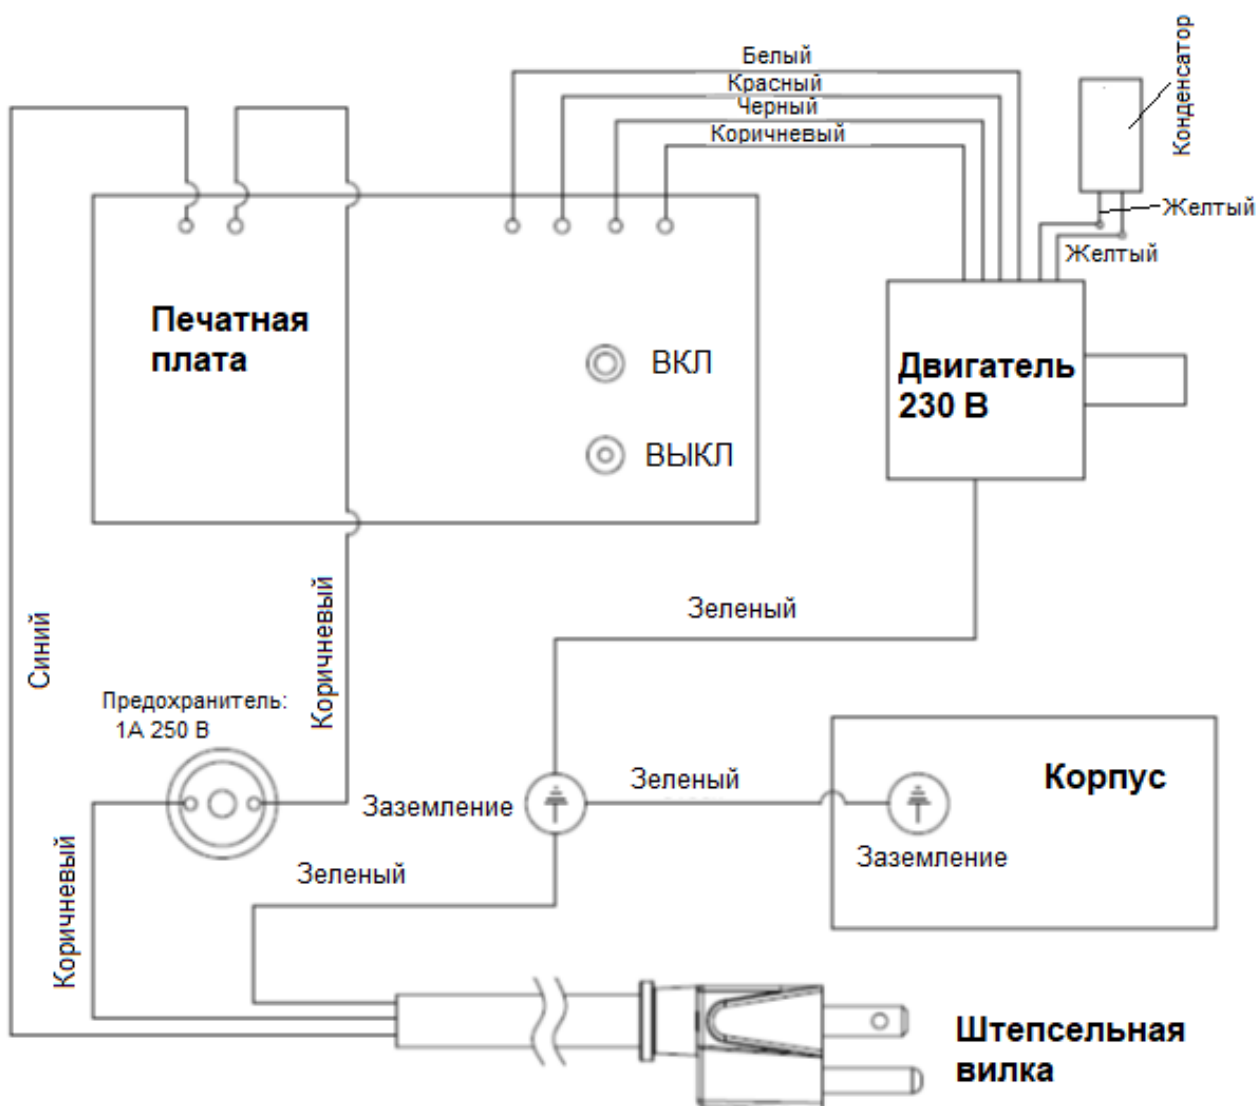 Белый
Красный
Черный
Коричневый
Конденсатор
Желтый
Желтый
Печатная
плата
ВКЛ
ВЫКЛ
Двигатель
230 В
Синий
Коричневый
Зеленый
Предохранитель:
1А 250 В
Заземление
Зеленый
Корпус
Заземление
Коричневый
Зеленый
Штепсельная
вилка